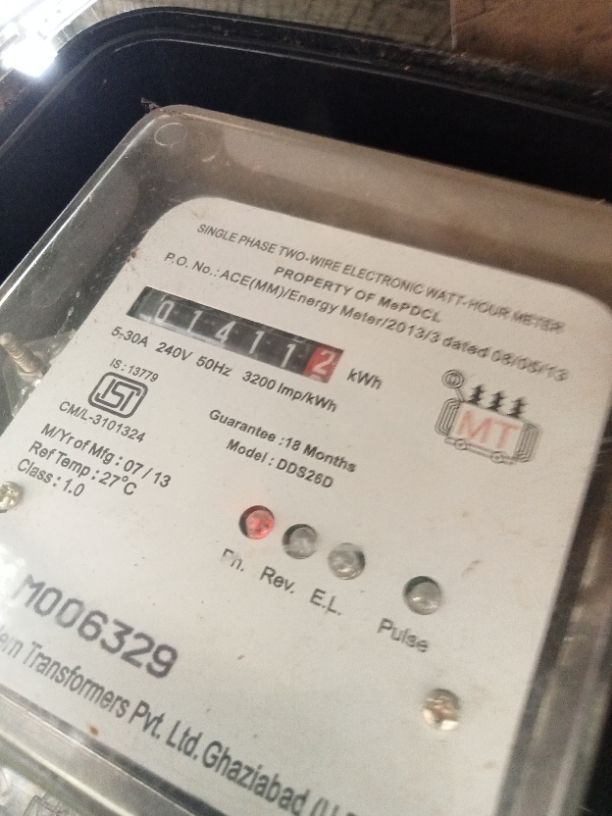 SINGLE PHASE TWO-WIRE ELECTRONIC WATT-HOUR METER
PROPERTY OF MePDCL
P.O. No.: ACE(MM)/Energy Meter/2013/3 dated 08/05/13
014112 kWh
5-30A 240V 50Hz 3200 Imp/kWh
IS : 13779
ISI
CM/L-3101324
M/Yr of Mfg : 07 / 13
Ref Temp : 27°C
Class : 1.0
Guarantee : 18 Months
Model : DDS26D
MT
Rev. E.L. Pulse
M006329
Transformers Pvt. Ltd. Ghaziabad